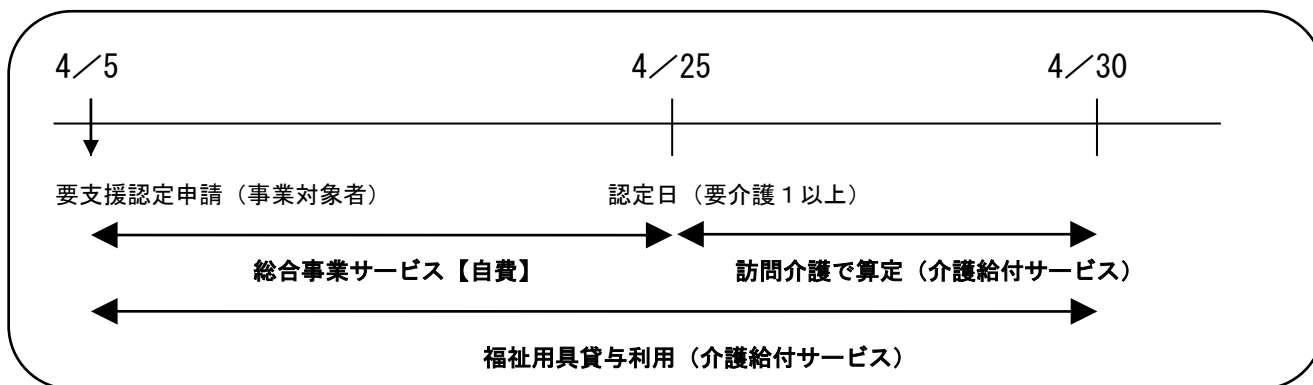 4／5 4／25 4／30
要支援認定申請（事業対象者） 認定日（要介護１以上）
総合事業サービス【自費】 訪問介護で算定（介護給付サービス）
福祉用具貸与利用（介護給付サービス）